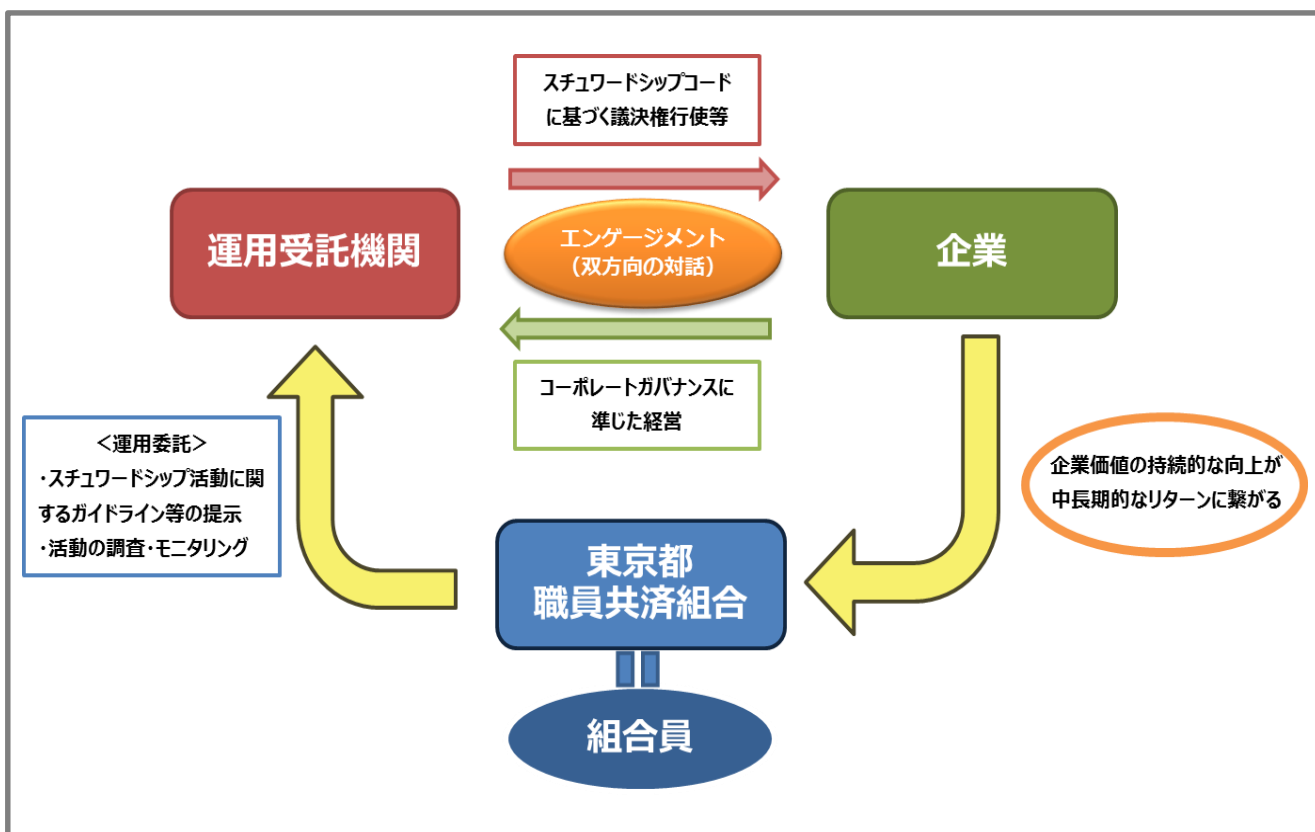 スチュワードシップコード
に基づく議決権行使等
運用受託機関
エンゲージメント
（双方向の対話）
企業
コーポレートガバナンスに
準じた経営
＜運用委託＞
・スチュワードシップ活動に関
するガイドライン等の提示
・活動の調査・モニタリング
企業価値の持続的な向上が
中長期的なリターンに繋がる
東京都
職員共済組合
組合員